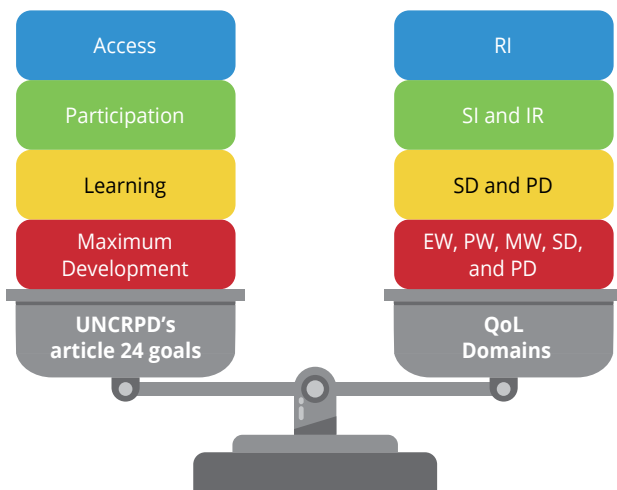 Access
Participation
Learning
Maximum
Development
UNCRPD's
article 24 goals
RI
SI and IR
SD and PD
EW, PW, MW, SD,
and PD
QoL
Domains